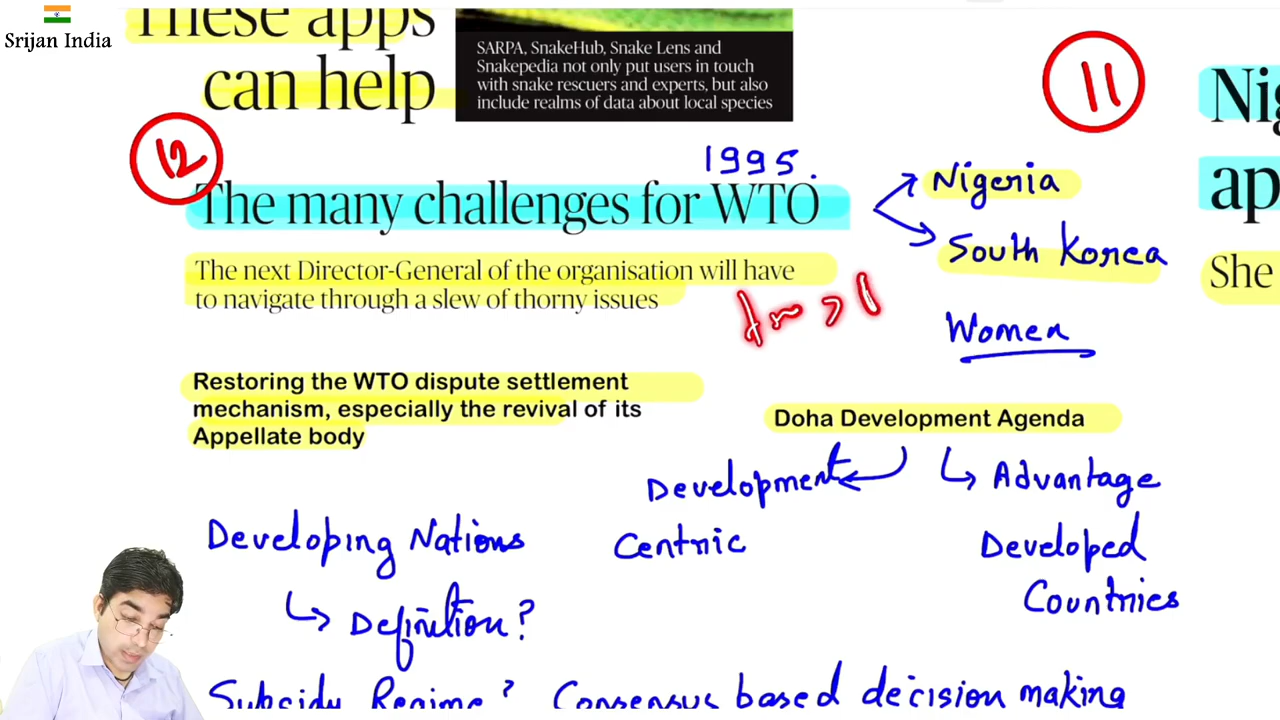 Srijan India
These apps
can help
SARPA, SnakeHub, Snake Lens and
Snakepedia not only put users in touch
with snake rescuers and experts, but also
include realms of data about local species
11
12
1995.
The many challenges for WTO
Nigeria
South Korea
Women
The next Director-General of the organisation will have
to navigate through a slew of thorny issues
She
Restoring the WTO dispute settlement
mechanism, especially the revival of its
Appellate body
Doha Development Agenda
Development
Centric
Advantage
Developed
Countries
Developing Nations
Definition?
Subsidy Regime?
Consensus based decision making